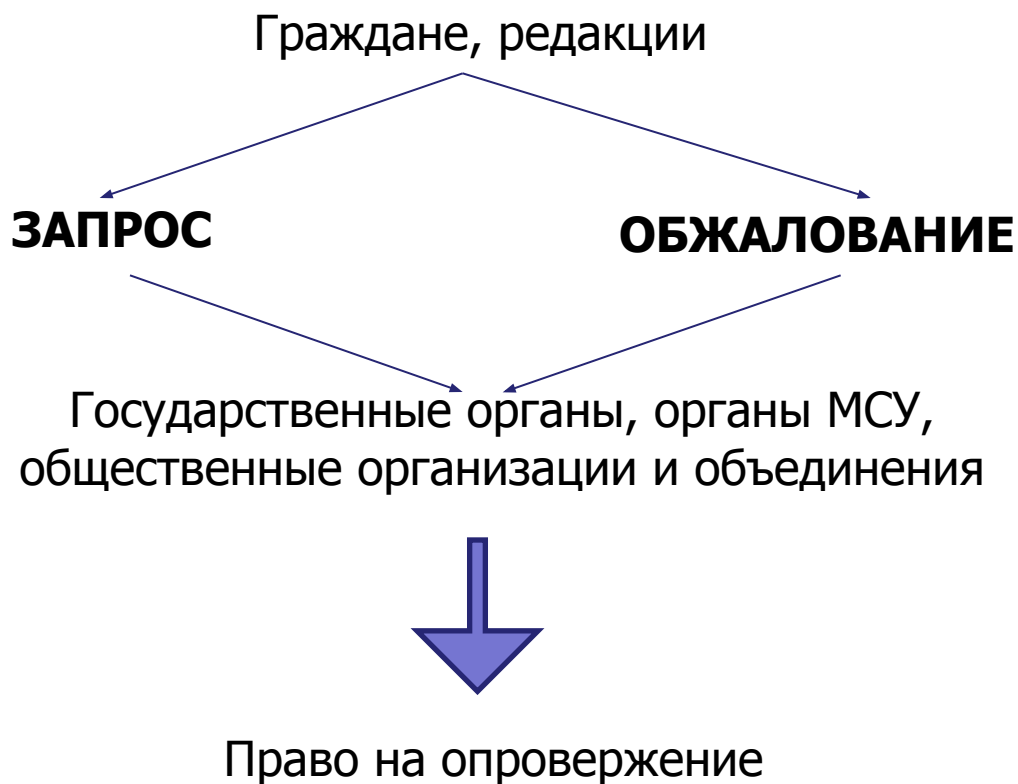 Граждане, редакции
ЗАПРОС
ОБЖАЛОВАНИЕ
Государственные органы, органы МСУ,
общественные организации и объединения
Право на опровержение